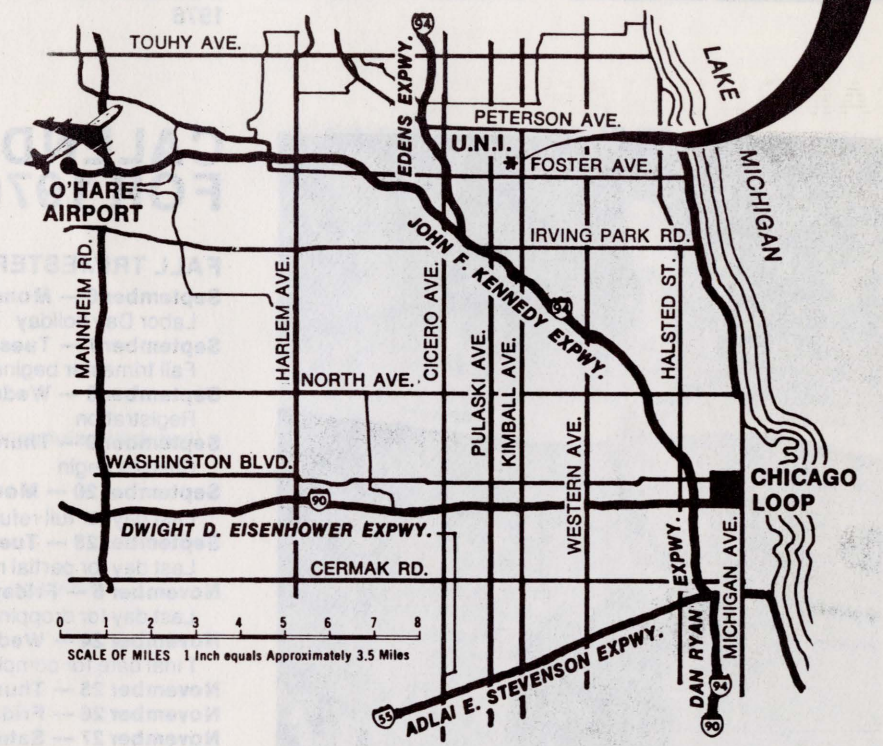 94
TOUHY AVE.
LAKE
MICHIGAN
EDENS EXPWY.
PETERSON AVE.
U.N.I.
* FOSTER AVE.
O'HARE
AIRPORT
IRVING PARK RD.
JOHN F. KENNEDY EXPWY.
94
MANNHEIM RD.
HARLEM AVE.
CICERO AVE.
PULASKI AVE.
KIMBALL AVE.
WESTERN AVE.
HALSTED ST.
NORTH AVE.
WASHINGTON BLVD.
CHICAGO
LOOP
90
DWIGHT D. EISENHOWER EXPWY.
CERMAK RD.
DAN RYAN EXPWY.
MICHIGAN AVE.
0 1 2 3 4 5 6 7 8
SCALE OF MILES 1 Inch equals Approximately 3.5 Miles
55
ADLAI E. STEVENSON EXPWY.
94
90
1976
FALL TRIMESTER